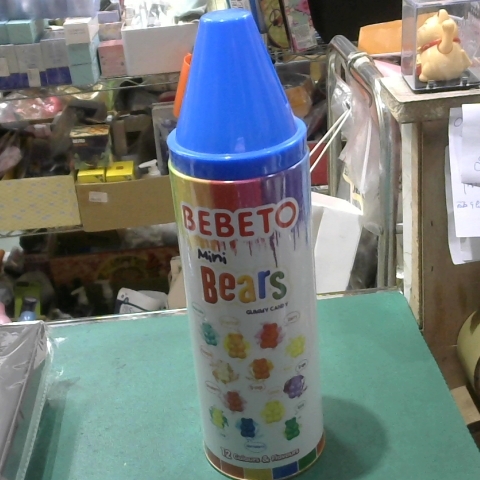 BEBETO
Mini
Bears
GUMMY CANDY
12 Colours & Flavours